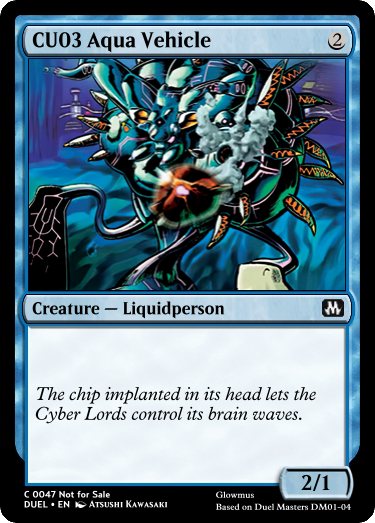 CU03 Aqua Vehicle 2
Creature — Liquidperson
The chip implanted in its head lets the
Cyber Lords control its brain waves.
2/1
C 0047 Not for Sale
DUEL • EN Atsushi Kawasaki
Glowmus
Based on Duel Masters DM01-04